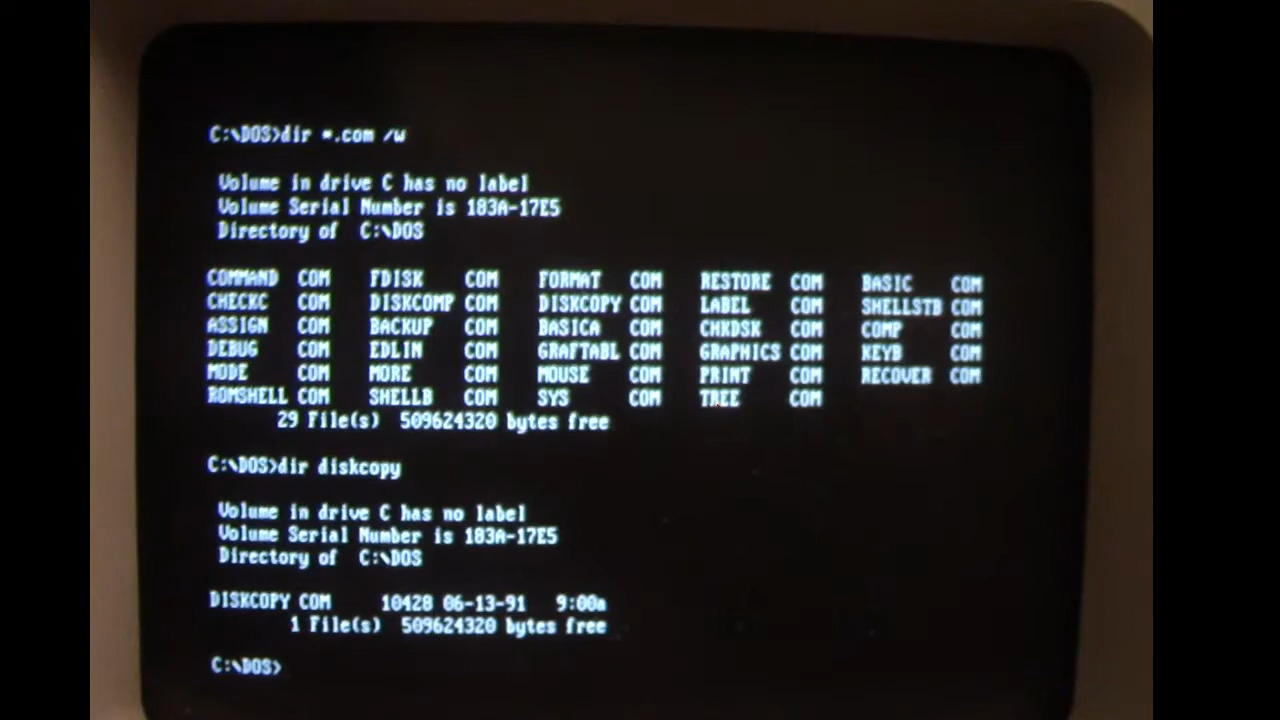 C:\DOS>dir *.com /w
Volume in drive C has no label
Volume Serial Number is 183A-17E5
Directory of  C:\DOS
COMMAND  COM    FDISK    COM    FORMAT   COM    RESTORE  COM    BASIC    COM
CHECKC   COM    DISKCOMP COM    DISKCOPY COM    LABEL    COM    SHELLSTB COM
ASSIGN   COM    BACKUP   COM    BASICA   COM    CHKDSK   COM    COMP     COM
DEBUG    COM    EDLIN    COM    GRAFTABL COM    GRAPHICS COM    KEYB     COM
MODE     COM    MORE     COM    MOUSE    COM    PRINT    COM    RECOVER  COM
ROMSHELL COM    SHELLB   COM    SYS      COM    TREE     COM
29 File(s)  509624320 bytes free
C:\DOS>dir diskcopy
Volume in drive C has no label
Volume Serial Number is 183A-17E5
Directory of  C:\DOS
DISKCOPY COM    10428 06-13-91   9:00a
1 File(s)  509624320 bytes free
C:\DOS>